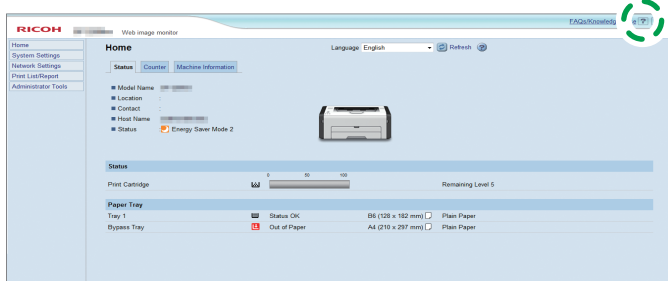 FAQs/Knowledg
RICOH
Web image monitor
Home
System Settings
Network Settings
Print List/Report
Administrator Tools
Home
Language English
Refresh
Status Counter Machine Information
Model Name
Location :
Contact :
Host Name
Status : Energy Saver Mode 2
Status
0 50 100
Print Cartridge Remaining Level 5
Paper Tray
Tray 1 Status OK B6 (128 x 182 mm) Plain Paper
Bypass Tray Out of Paper A4 (210 x 297 mm) Plain Paper